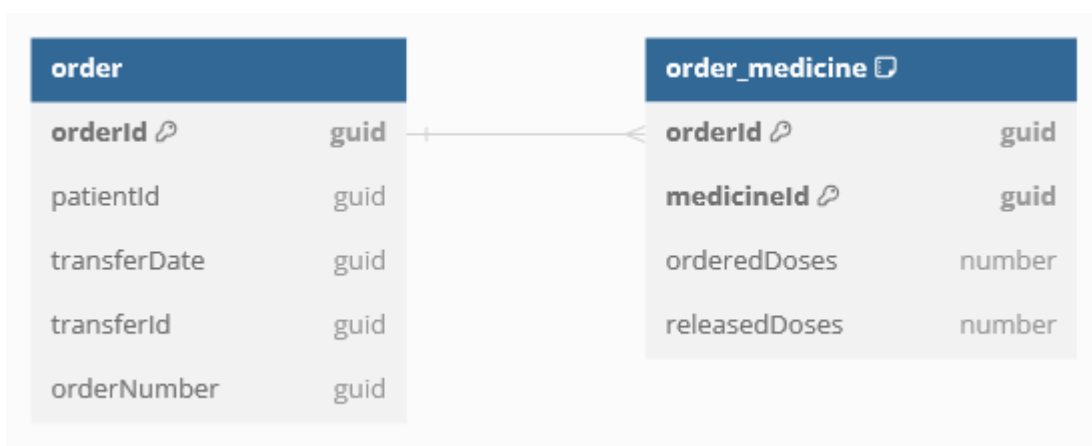 order
orderId guid
patientId guid
transferDate guid
transferId guid
orderNumber guid
order_medicine
orderId guid
medicineId guid
orderedDoses number
releasedDoses number